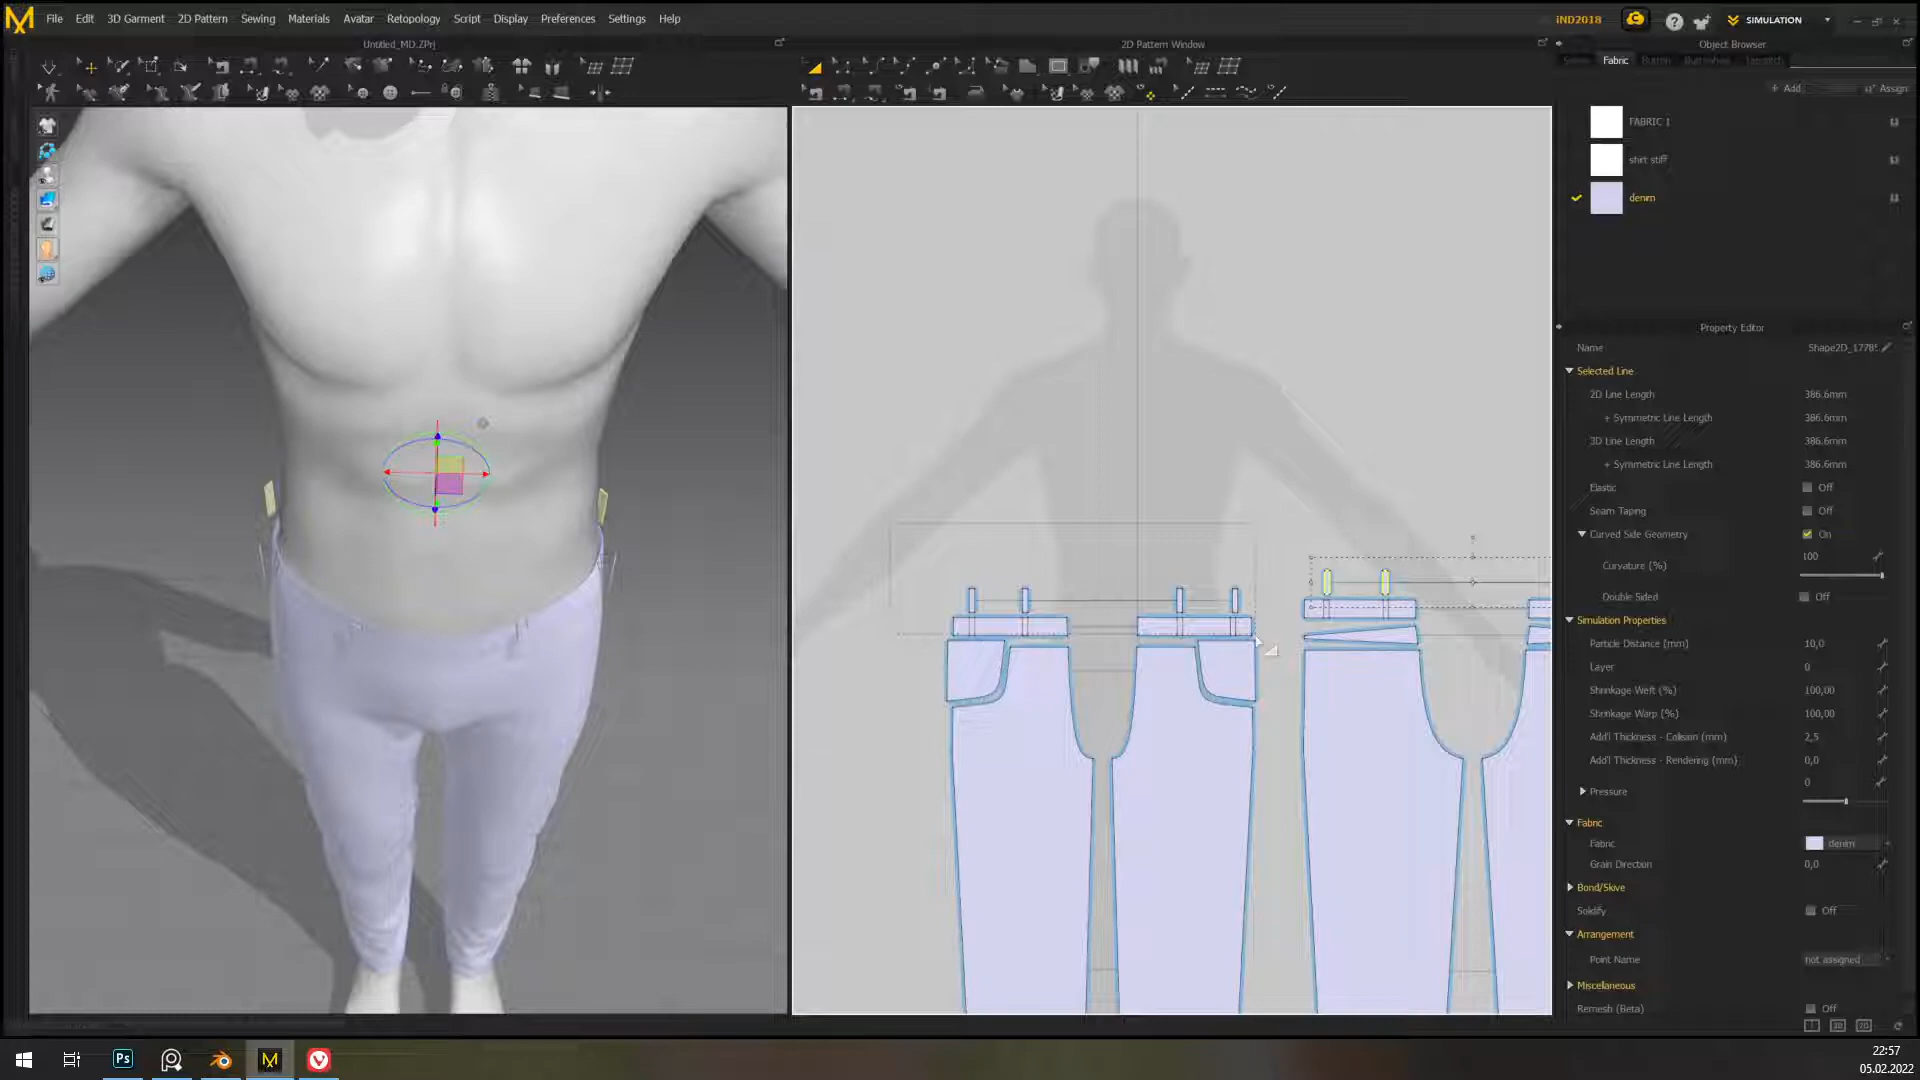 File Edit 3D Garment 2D Pattern Sewing Materials Avatar Retopology Script Display Preferences Settings Help
iND2018
SIMULATION
Untitled_MD.ZPrj
2D Pattern Window
Object Browser
Fabric Button
+ Add Assign
FABRIC 1
shirt stiff
denim
Property Editor
Name Shape2D_1778
Selected Line
2D Line Length 386.6mm
+ Symmetric Line Length 386.6mm
3D Line Length 386.6mm
+ Symmetric Line Length 386.6mm
Elastic Off
Seam Taping Off
Curved Side Geometry On
100
Curvature (%)
Double Sided Off
Simulation Properties
Particle Distance (mm) 10,0
Layer 0
Shrinkage Weft (%) 100,00
Shrinkage Warp (%) 100,00
Add'l Thickness - Collision (mm) 2,5
Add'l Thickness - Rendering (mm) 0,0
0
Pressure
Fabric
Fabric denim
Grain Direction 0,0
Bond/Skive
Solidify Off
Arrangement
Point Name not assigned
Miscellaneous
Remesh (Beta) Off
Ps
22:57
05.02.2022